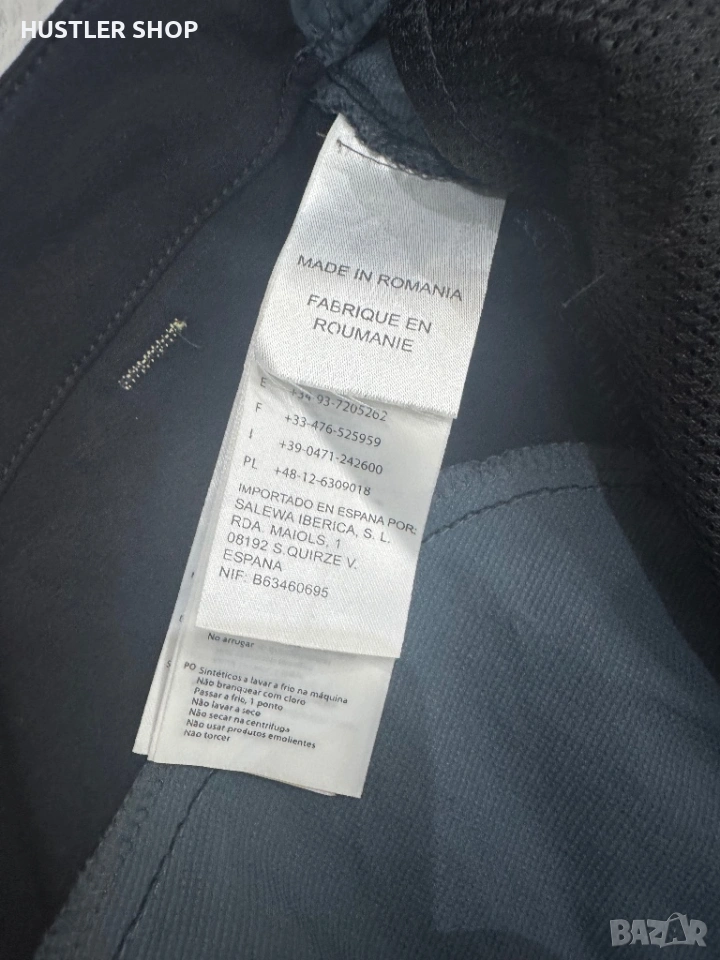 HUSTLER SHOP
MADE IN ROMANIA
FABRIQUE EN
ROUMANIE
E +34 93-7205262
F +33-476-525959
I +39-0471-242600
PL +48-12-6309018
IMPORTADO EN ESPANA POR:
SALEWA IBERICA, S. L.
RDA. MAIOLS, 1
08192 S.QUIRZE V.
ESPANA
NIF: B63460695
No arrugar
PO Sintéticos a lavar a frio na máquina
Não branquear com cloro
Passar a frio, 1 ponto
Não lavar à seco
Não secar na centrifuga
Não usar produtos emolientes
Não torcer
BAZAR